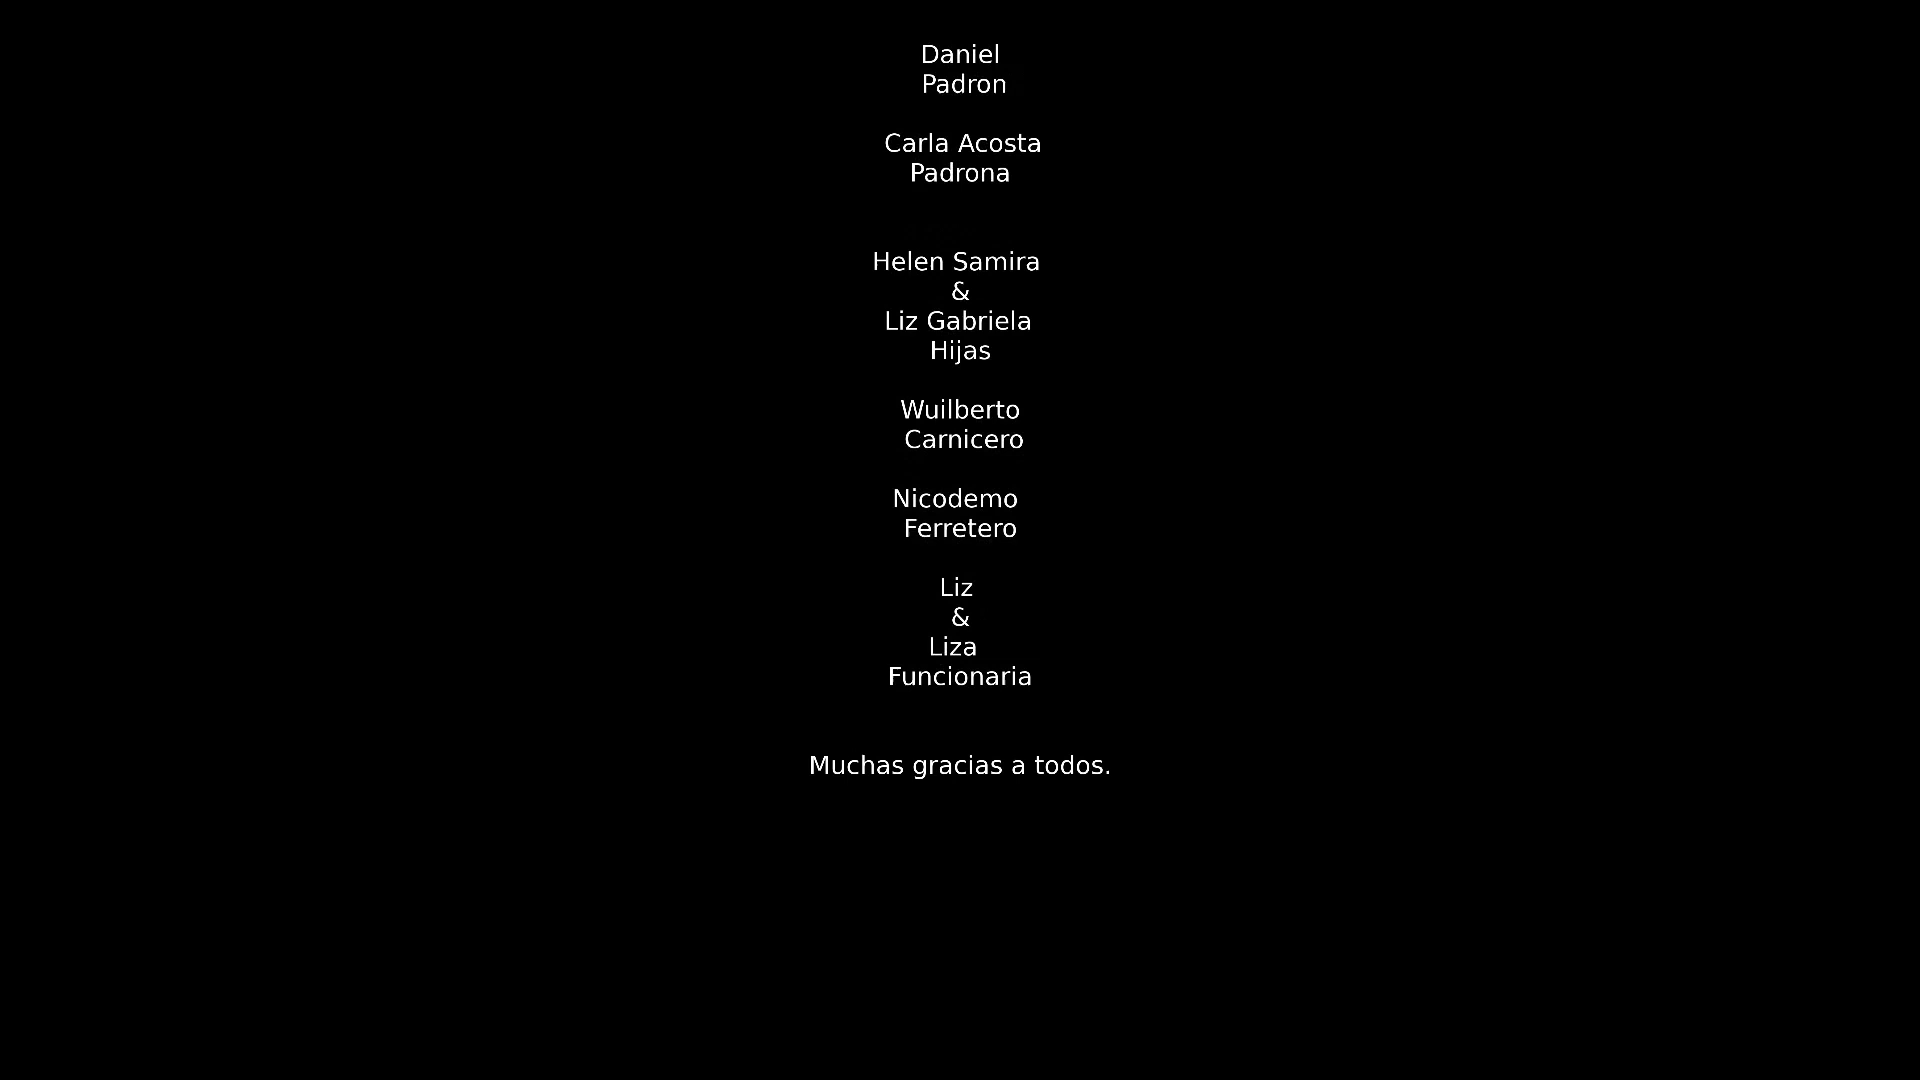 Daniel
Padron
Carla Acosta
Padrona
Helen Samira
&
Liz Gabriela
Hijas
Wuilberto
Carnicero
Nicodemo
Ferretero
Liz
&
Liza
Funcionaria
Muchas gracias a todos.